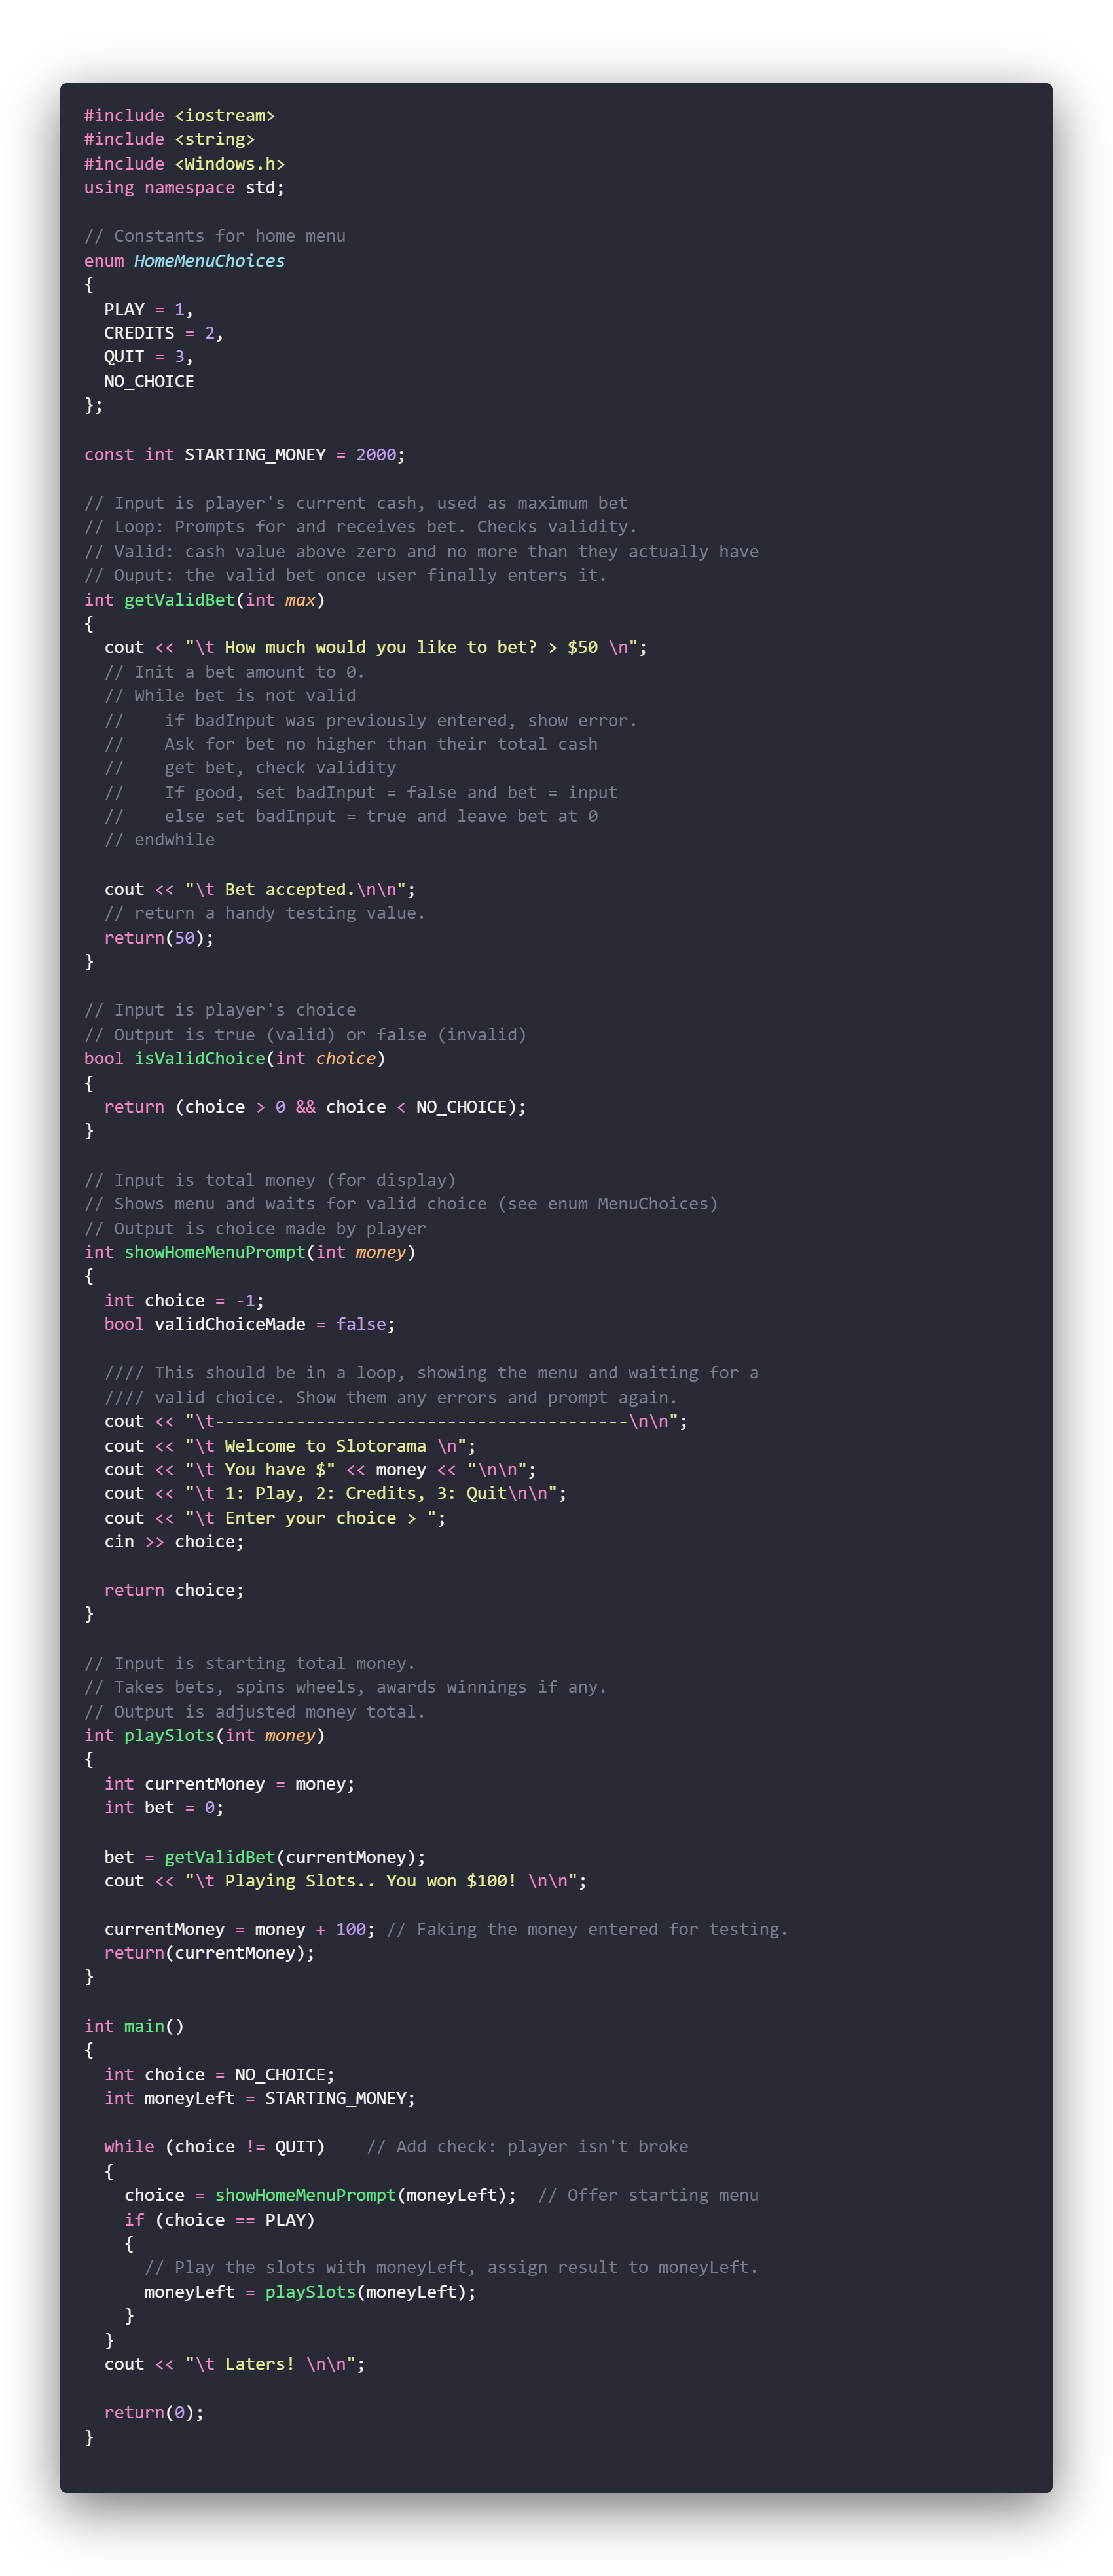 #include <iostream>
#include <string>
#include <Windows.h>
using namespace std;

// Constants for home menu
enum HomeMenuChoices
{
  PLAY = 1,
  CREDITS = 2,
  QUIT = 3,
  NO_CHOICE
};

const int STARTING_MONEY = 2000;

// Input is player's current cash, used as maximum bet
// Loop: Prompts for and receives bet. Checks validity.
// Valid: cash value above zero and no more than they actually have
// Ouput: the valid bet once user finally enters it.
int getValidBet(int max)
{
  cout << "\t How much would you like to bet? > $50 \n";
  // Init a bet amount to 0.
  // While bet is not valid
  //    if badInput was previously entered, show error.
  //    Ask for bet no higher than their total cash
  //    get bet, check validity
  //    If good, set badInput = false and bet = input
  //    else set badInput = true and leave bet at 0
  // endwhile

  cout << "\t Bet accepted.\n\n";
  // return a handy testing value.
  return(50);
}

// Input is player's choice
// Output is true (valid) or false (invalid)
bool isValidChoice(int choice)
{
  return (choice > 0 && choice < NO_CHOICE);
}

// Input is total money (for display)
// Shows menu and waits for valid choice (see enum MenuChoices)
// Output is choice made by player
int showHomeMenuPrompt(int money)
{
  int choice = -1;
  bool validChoiceMade = false;

  //// This should be in a loop, showing the menu and waiting for a
  //// valid choice. Show them any errors and prompt again.
  cout << "\t-----------------------------------------\n\n";
  cout << "\t Welcome to Slotorama \n";
  cout << "\t You have $" << money << "\n\n";
  cout << "\t 1: Play, 2: Credits, 3: Quit\n\n";
  cout << "\t Enter your choice > ";
  cin >> choice;

  return choice;
}

// Input is starting total money.
// Takes bets, spins wheels, awards winnings if any.
// Output is adjusted money total.
int playSlots(int money)
{
  int currentMoney = money;
  int bet = 0;

  bet = getValidBet(currentMoney);
  cout << "\t Playing Slots.. You won $100! \n\n";

  currentMoney = money + 100; // Faking the money entered for testing.
  return(currentMoney);
}

int main()
{
  int choice = NO_CHOICE;
  int moneyLeft = STARTING_MONEY;

  while (choice != QUIT)    // Add check: player isn't broke
  {
    choice = showHomeMenuPrompt(moneyLeft);  // Offer starting menu
    if (choice == PLAY)
    {
      // Play the slots with moneyLeft, assign result to moneyLeft.
      moneyLeft = playSlots(moneyLeft);
    }
  }
  cout << "\t Laters! \n\n";

  return(0);
}